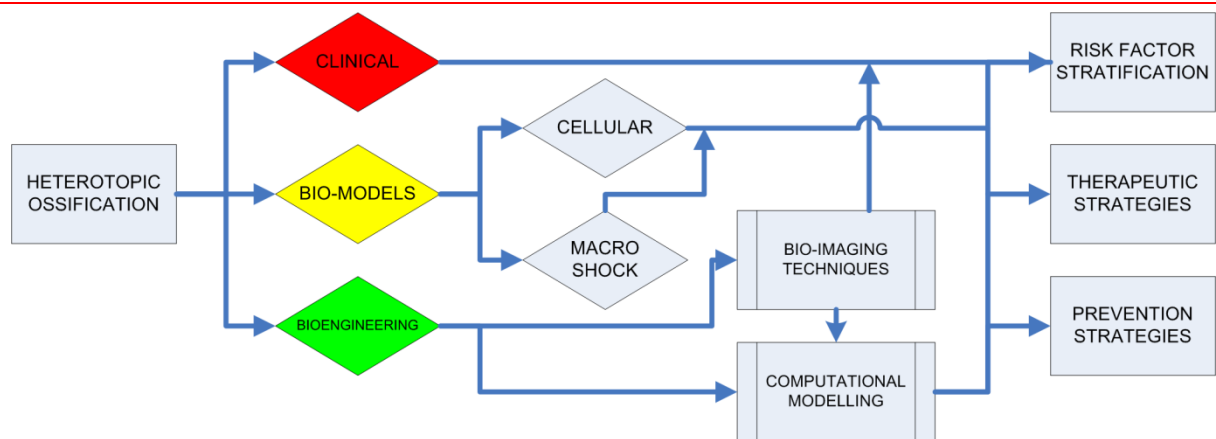 HETEROTOPIC
OSSIFICATION
CLINICAL
BIO-MODELS
BIOENGINEERING
CELLULAR
MACRO
SHOCK
BIO-IMAGING
TECHNIQUES
COMPUTATIONAL
MODELLING
RISK FACTOR
STRATIFICATION
THERAPEUTIC
STRATEGIES
PREVENTION
STRATEGIES